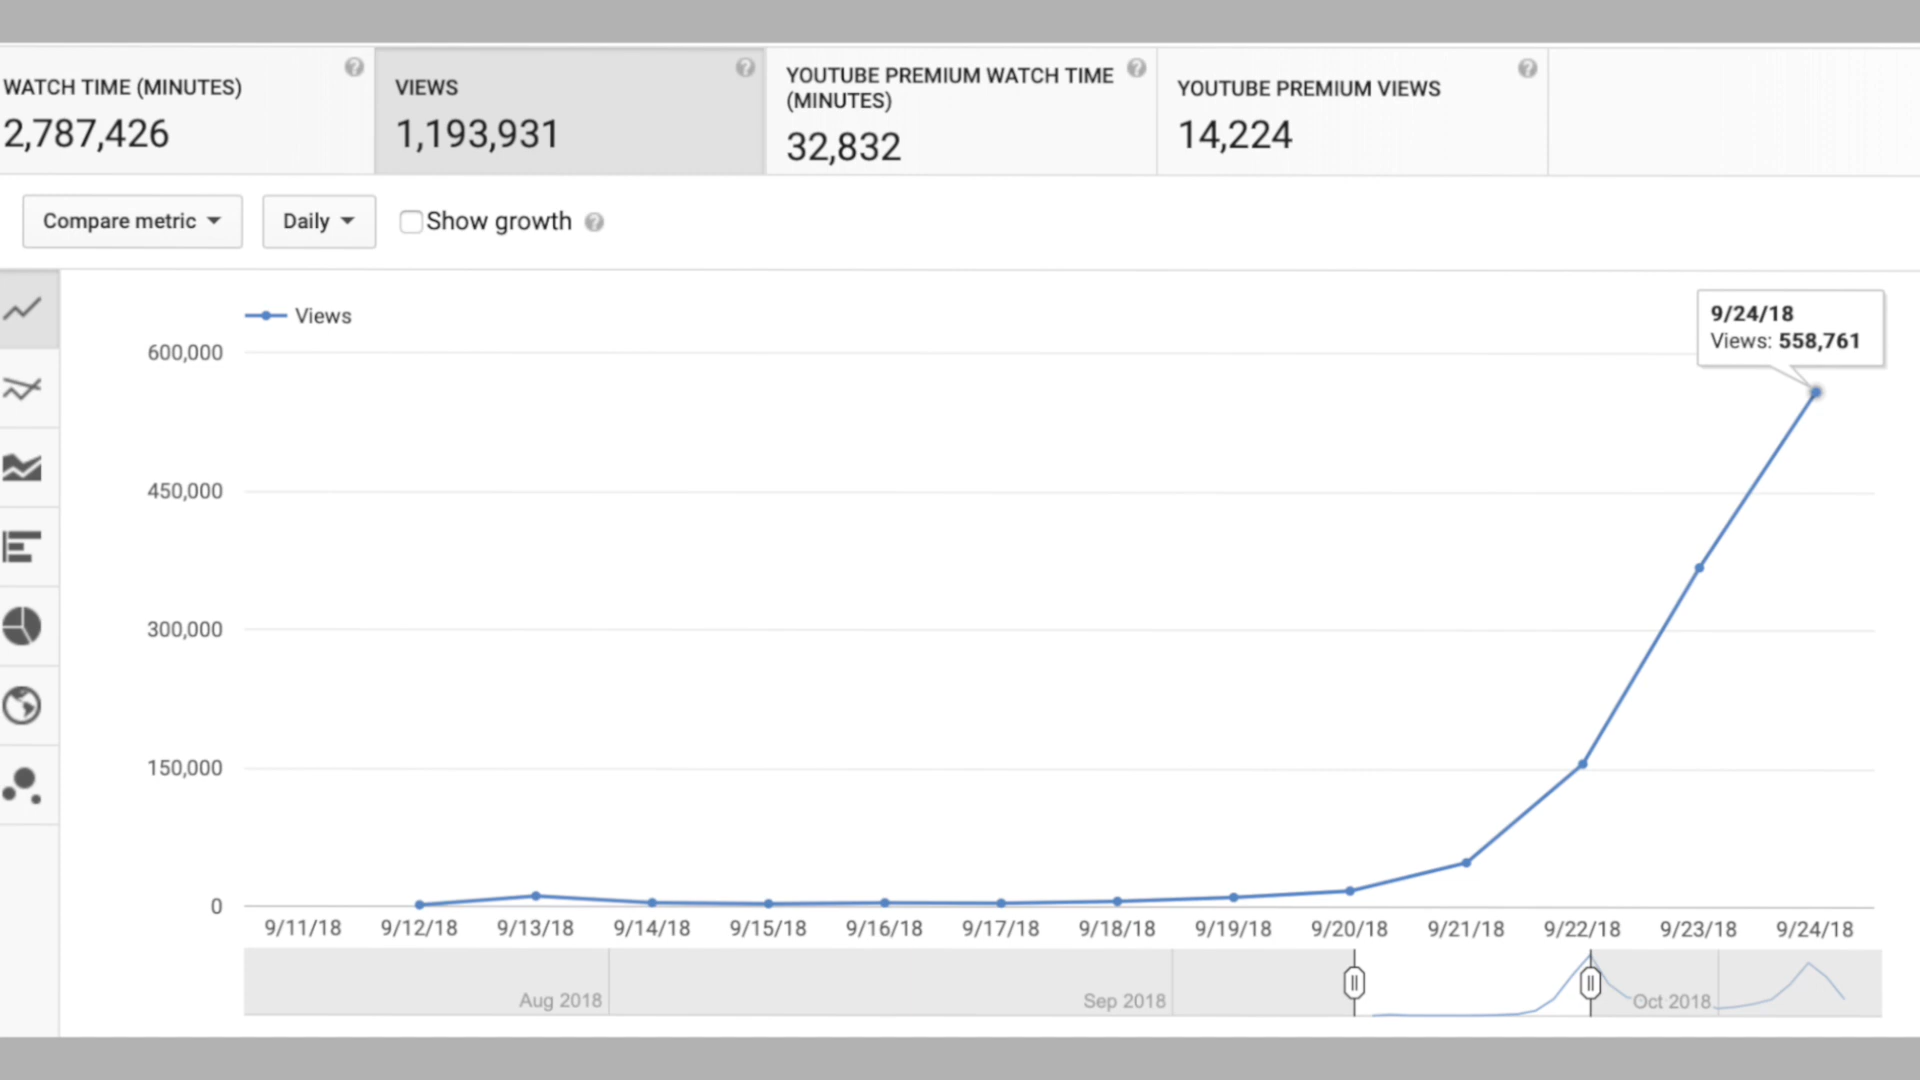 WATCH TIME (MINUTES)
2,787,426
VIEWS
1,193,931
YOUTUBE PREMIUM WATCH TIME
(MINUTES)
32,832
YOUTUBE PREMIUM VIEWS
14,224
Compare metric
Daily
Show growth
Views
9/24/18
Views: 558,761
600,000
450,000
300,000
150,000
0
9/11/18 9/12/18 9/13/18 9/14/18 9/15/18 9/16/18 9/17/18 9/18/18 9/19/18 9/20/18 9/21/18 9/22/18 9/23/18 9/24/18
Aug 2018 Sep 2018 Oct 2018